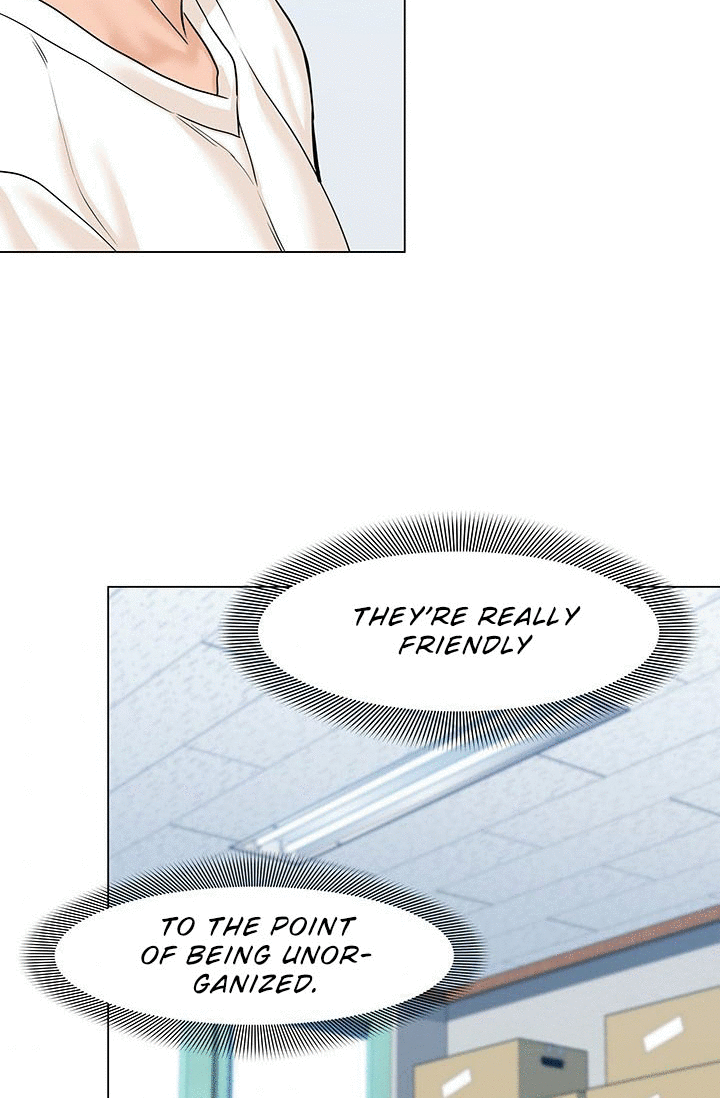 THEY'RE REALLY
FRIENDLY
TO THE POINT
OF BEING UNOR-
GANIZED.